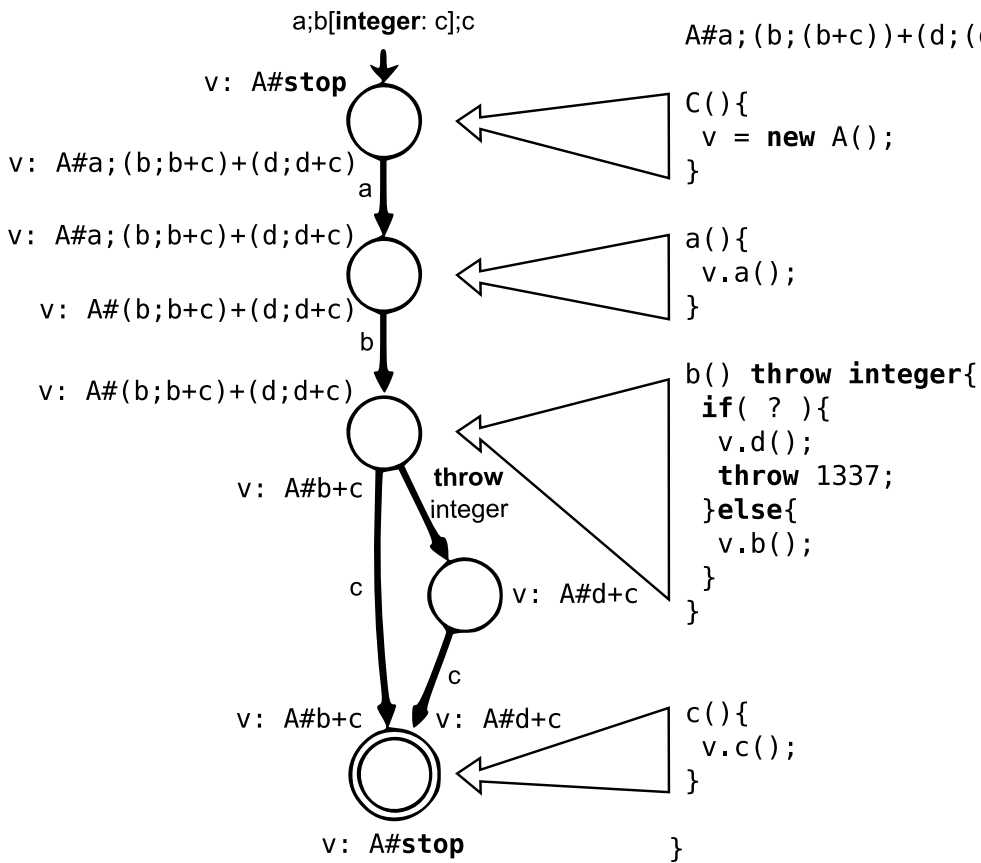 a;b[integer: c];c
v: A#stop
v: A#a;(b;b+c)+(d;d+c)
a
v: A#a;(b;b+c)+(d;d+c)
v: A#(b;b+c)+(d;d+c)
b
v: A#(b;b+c)+(d;d+c)
v: A#b+c
throw
integer
c
v: A#d+c
c
v: A#b+c
v: A#d+c
v: A#stop
A#a;(b;(b+c))+(d;(
C(){
v = new A();
}
a(){
v.a();
}
b() throw integer{
if( ? ){
v.d();
throw 1337;
}else{
v.b();
}
}
c(){
v.c();
}
}